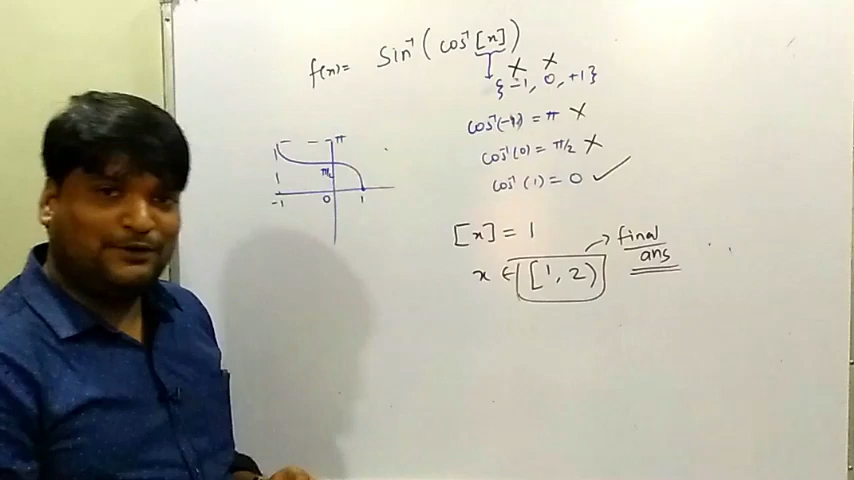 f(x) = Sin⁻¹ ( cos⁻¹ [x] )
× ×
{ -1, 0, +1 }
cos⁻¹(-1) = π ×
cos⁻¹(0) = π/2 ×
cos⁻¹(1) = 0 ✓
π
π/2
-1 0 1
[x] = 1
x ∈ [1, 2) → final
ans